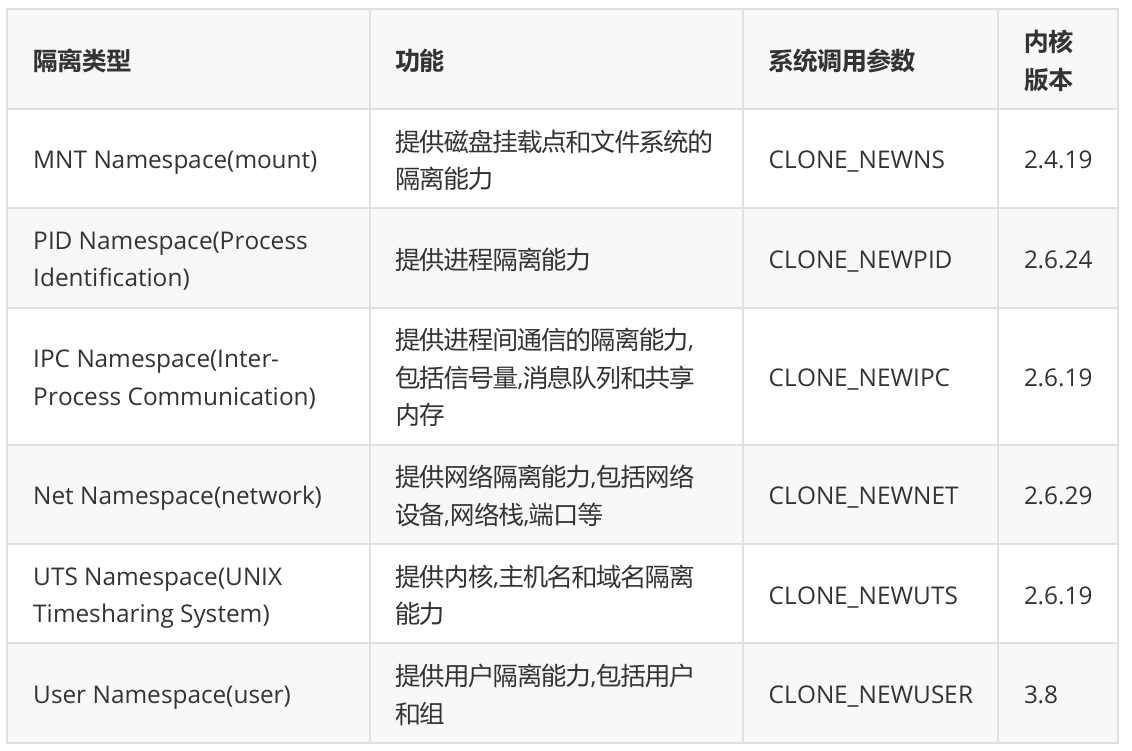 隔离类型
功能
系统调用参数
内核
版本
MNT Namespace(mount)
提供磁盘挂载点和文件系统的
隔离能力
CLONE_NEWNS
2.4.19
PID Namespace(Process
Identification)
提供进程隔离能力
CLONE_NEWPID
2.6.24
IPC Namespace(Inter-
Process Communication)
提供进程间通信的隔离能力,
包括信号量,消息队列和共享
内存
CLONE_NEWIPC
2.6.19
Net Namespace(network)
提供网络隔离能力,包括网络
设备,网络栈,端口等
CLONE_NEWNET
2.6.29
UTS Namespace(UNIX
Timesharing System)
提供内核,主机名和域名隔离
能力
CLONE_NEWUTS
2.6.19
User Namespace(user)
提供用户隔离能力,包括用户
和组
CLONE_NEWUSER
3.8